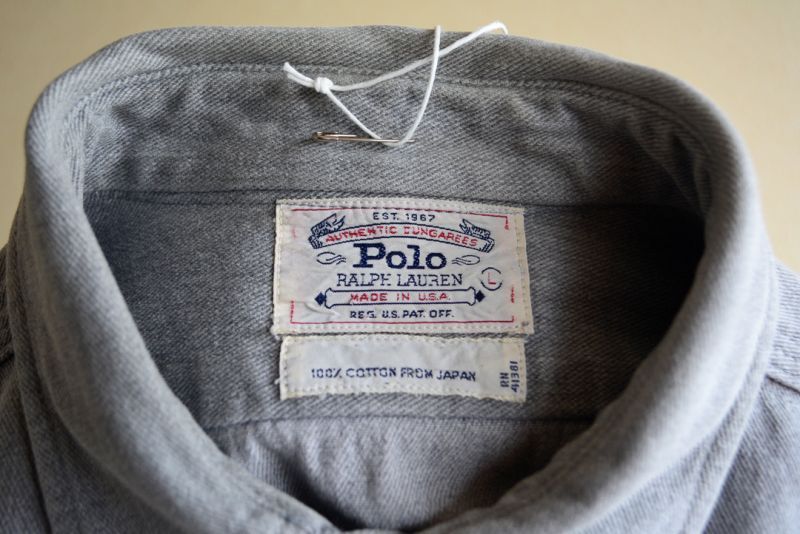 EST. 1967
AUTHENTIC DUNGAREES
Polo
RALPH LAUREN
L
MADE IN U.S.A.
REG. U.S. PAT. OFF.
100% COTTON FROM JAPAN
RN 41381